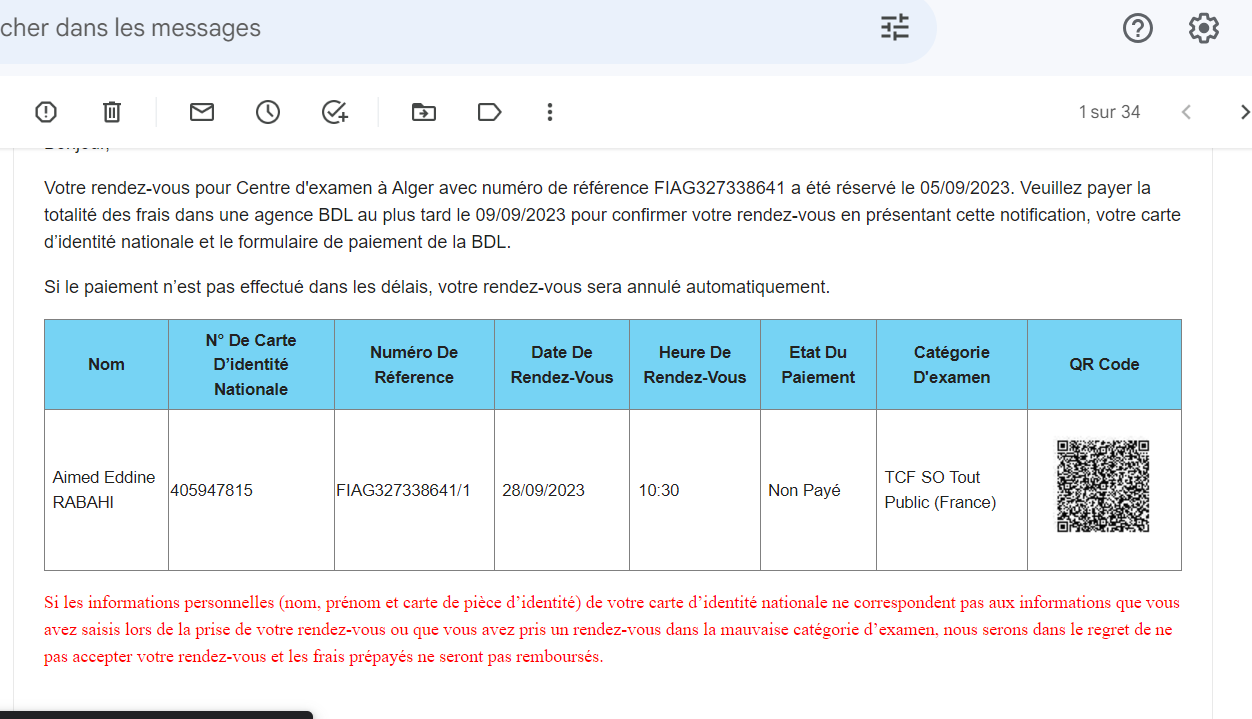 cher dans les messages
1 sur 34
Votre rendez-vous pour Centre d'examen à Alger avec numéro de référence FIAG327338641 a été réservé le 05/09/2023. Veuillez payer la
totalité des frais dans une agence BDL au plus tard le 09/09/2023 pour confirmer votre rendez-vous en présentant cette notification, votre carte
d’identité nationale et le formulaire de paiement de la BDL.
Si le paiement n’est pas effectué dans les délais, votre rendez-vous sera annulé automatiquement.
Nom
N° De Carte
D’identité
Nationale
Numéro De
Réference
Date De
Rendez-Vous
Heure De
Rendez-Vous
Etat Du
Paiement
Catégorie
D'examen
QR Code
Aimed Eddine
RABAHI
405947815
FIAG327338641/1
28/09/2023
10:30
Non Payé
TCF SO Tout
Public (France)
Si les informations personnelles (nom, prénom et carte de pièce d’identité) de votre carte d’identité nationale ne correspondent pas aux informations que vous
avez saisis lors de la prise de votre rendez-vous ou que vous avez pris un rendez-vous dans la mauvaise catégorie d’examen, nous serons dans le regret de ne
pas accepter votre rendez-vous et les frais prépayés ne seront pas remboursés.